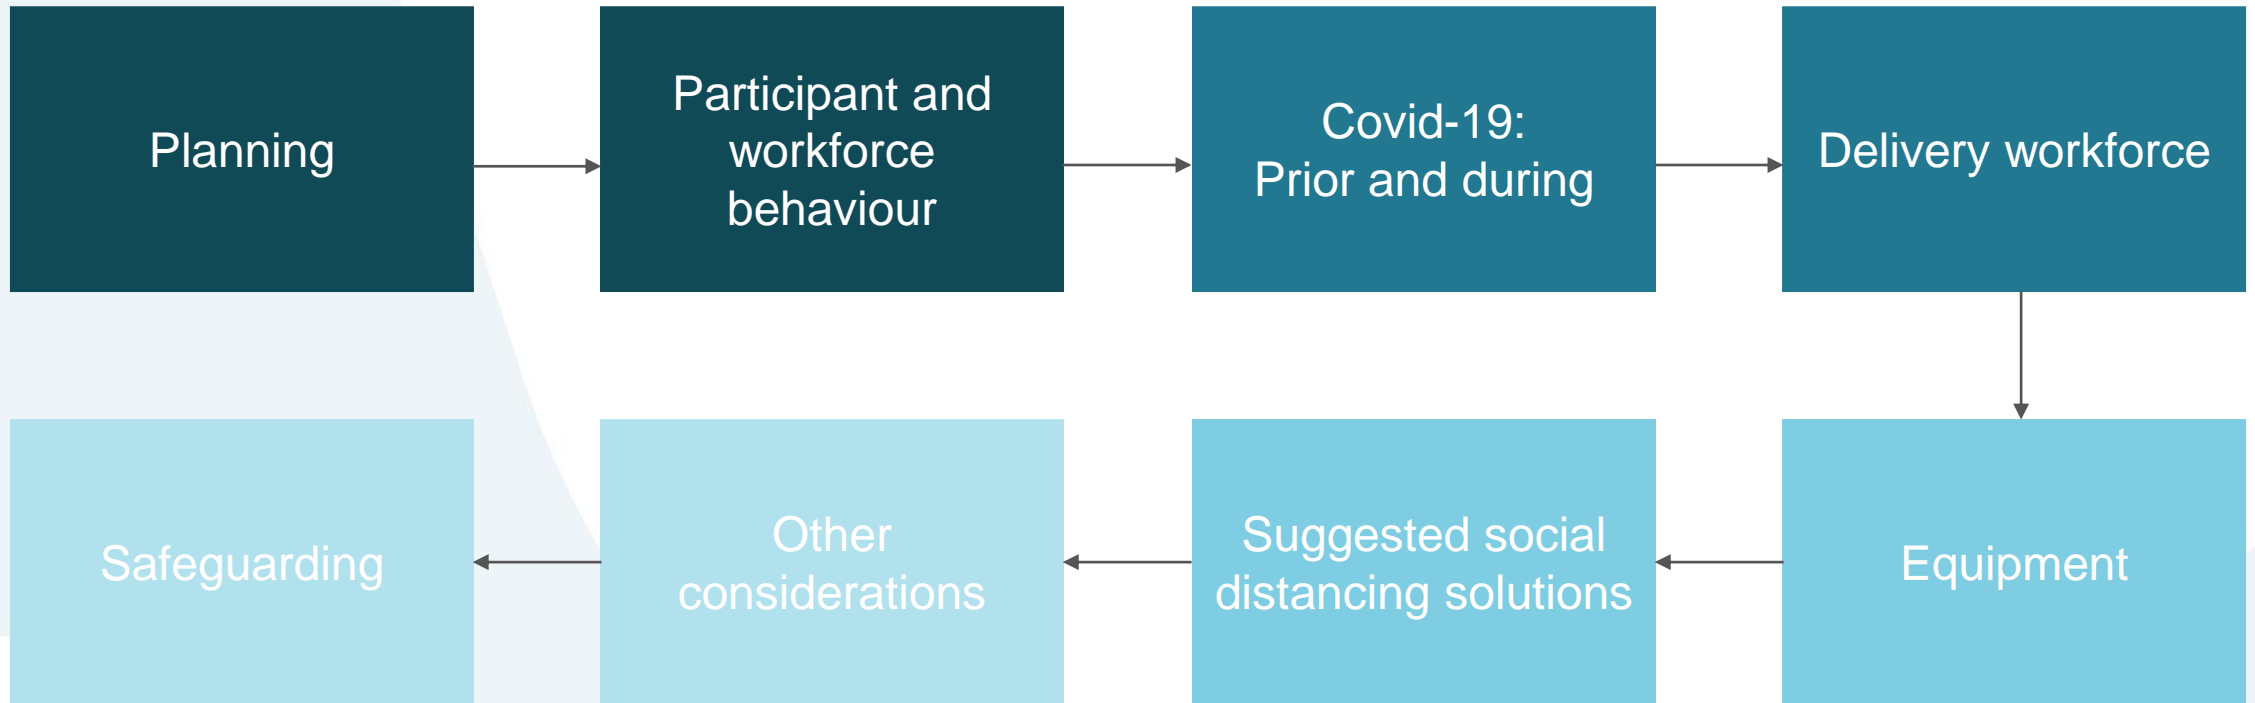 Planning
Participant and
workforce
behaviour
Covid-19:
Prior and during
Delivery workforce
Equipment
Suggested social
distancing solutions
Other
considerations
Safeguarding